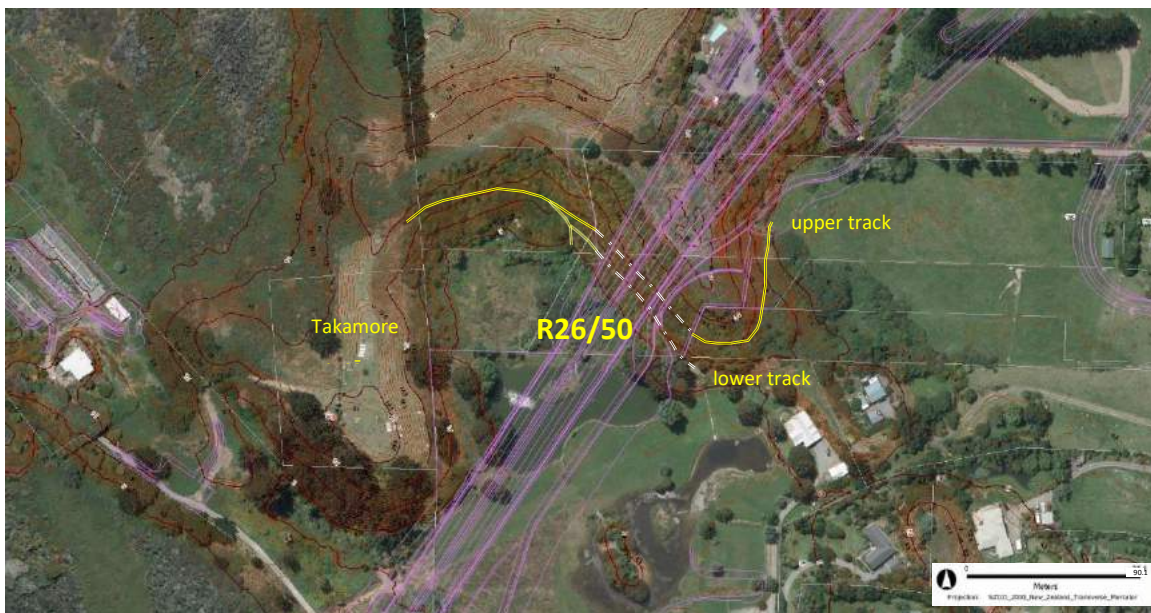 upper track
Takamore
R26/50
lower track
0
90.1
Meters
Projection: NZGD_2000_New_Zealand_Transverse_Mercator